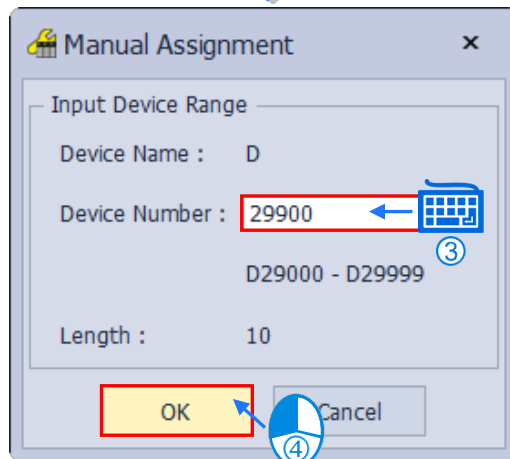 Manual Assignment ×
Input Device Range
Device Name : D
Device Number : 29900
③
D29000 - D29999
Length : 10
OK Cancel
④